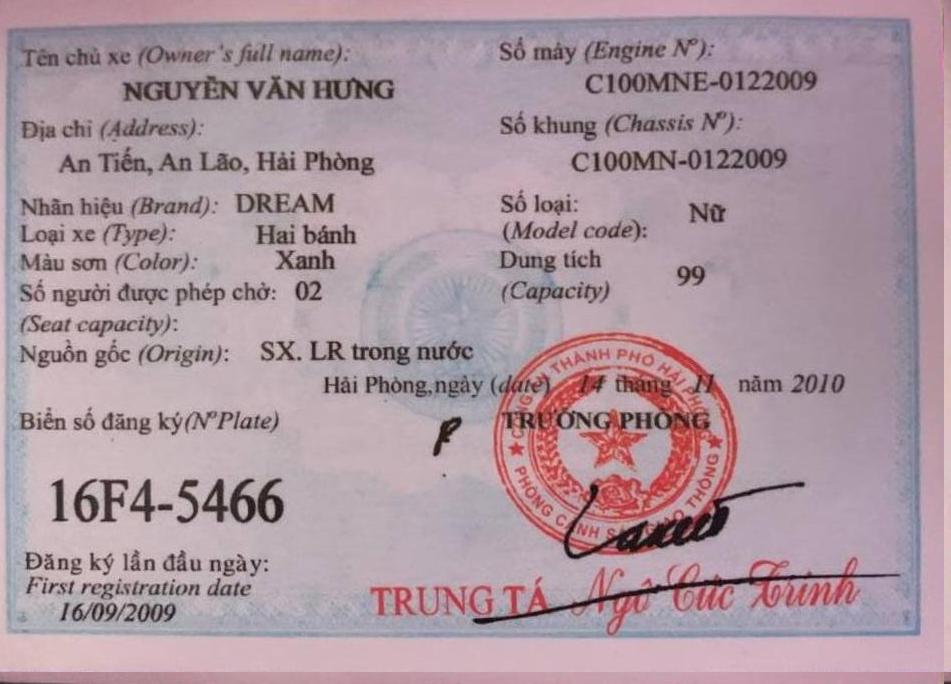 Tên chủ xe (Owner's full name):
NGUYỄN VĂN HƯNG
Địa chỉ (Address):
An Tiến, An Lão, Hải Phòng
Nhãn hiệu (Brand): DREAM
Loại xe (Type): Hai bánh
Màu sơn (Color): Xanh
Số người được phép chở: 02
(Seat capacity):
Nguồn gốc (Origin): SX. LR trong nước
Số máy (Engine Nº):
C100MNE-0122009
Số khung (Chassis Nº):
C100MN-0122009
Số loại: Nữ
(Model code):
Dung tích 99
(Capacity)
Hải Phòng,ngày (date) 14 tháng 11 năm 2010
Biển số đăng ký(NºPlate)
TRƯỞNG PHÒNG
16F4-5466
Đăng ký lần đầu ngày:
First registration date
16/09/2009
CÔNG AN THÀNH PHỐ HẢI PHÒNG
PHÒNG CẢNH SÁT GIAO THÔNG
TRUNG TÁ Ngô Cúc Trinh